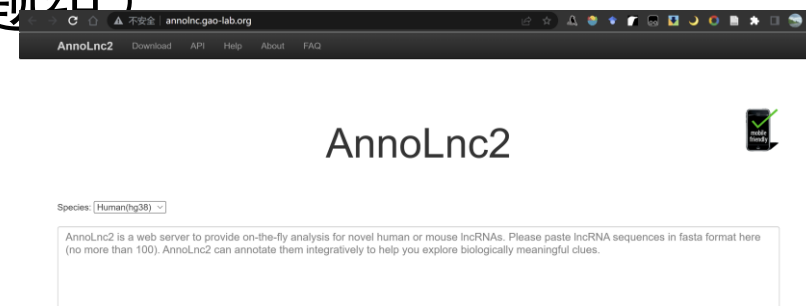 不安全 annolnc.gao-lab.org
AnnoLnc2 Download API Help About FAQ
mobile friendly
AnnoLnc2
Species: Human(hg38)
AnnoLnc2 is a web server to provide on-the-fly analysis for novel human or mouse lncRNAs. Please paste lncRNA sequences in fasta format here
(no more than 100). AnnoLnc2 can annotate them integratively to help you explore biologically meaningful clues.